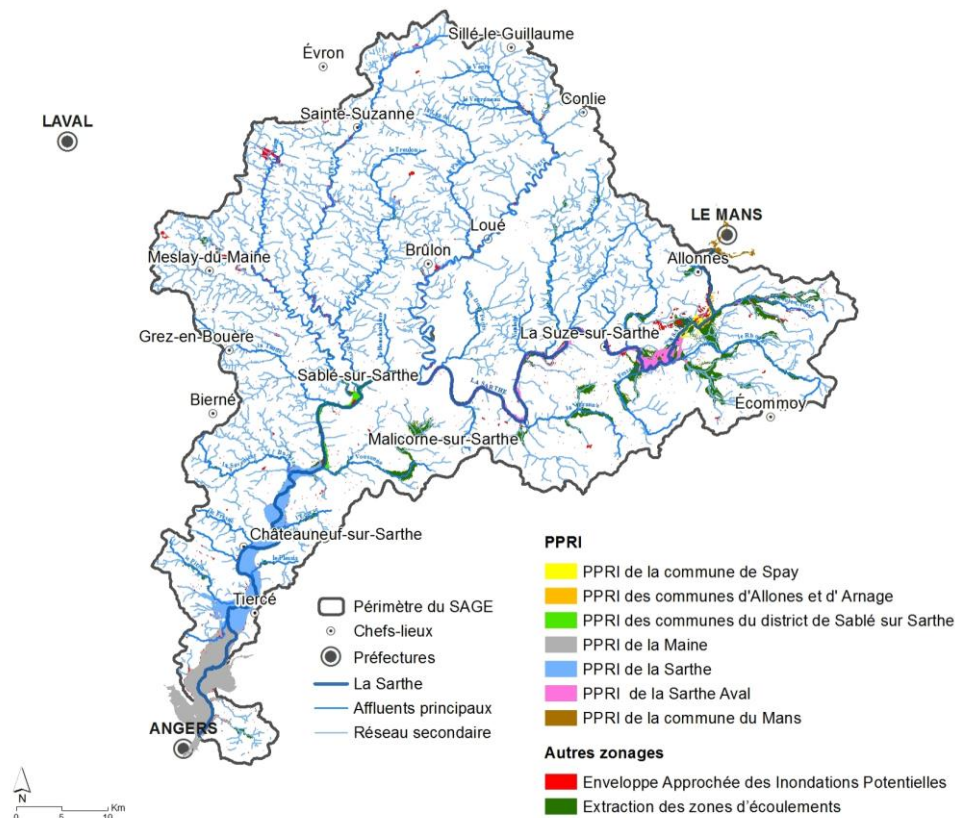 Sillé-le-Guillaume
Évron
Conlie
LAVAL
Sainte-Suzanne
LE MANS
Loué
Allonnes
Brûlon
Meslay-du-Maine
La Suze-sur-Sarthe
Grez-en-Bouère
Sablé-sur-Sarthe
LA SARTHE
Bierné
Écommoy
Malicorne-sur-Sarthe
Châteauneuf-sur-Sarthe
Tiercé
ANGERS
Périmètre du SAGE
Chefs-lieux
Préfectures
La Sarthe
Affluents principaux
Réseau secondaire
PPRI
PPRI de la commune de Spay
PPRI des communes d'Allones et d' Arnage
PPRI des communes du district de Sablé sur Sarthe
PPRI de la Maine
PPRI de la Sarthe
PPRI de la Sarthe Aval
PPRI de la commune du Mans
Autres zonages
Enveloppe Approchée des Inondations Potentielles
Extraction des zones d'écoulements
N
0 5 10 Km